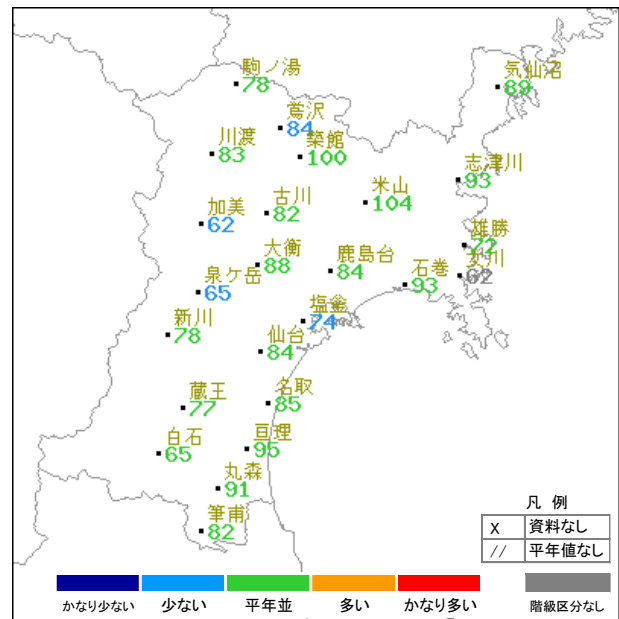 駒ノ湯
78
気仙沼
89
鶯沢
84
築館
100
川渡
83
志津川
93
米山
104
古川
82
加美
62
雄勝
72
女川
62
大衡
88
鹿島台
84
石巻
93
泉ケ岳
65
塩釜
74
新川
78
仙台
84
蔵王
77
名取
85
白石
65
亘理
95
丸森
91
筆甫
82
凡 例
X 資料なし
// 平年値なし
かなり少ない 少ない 平年並 多い かなり多い 階級区分なし